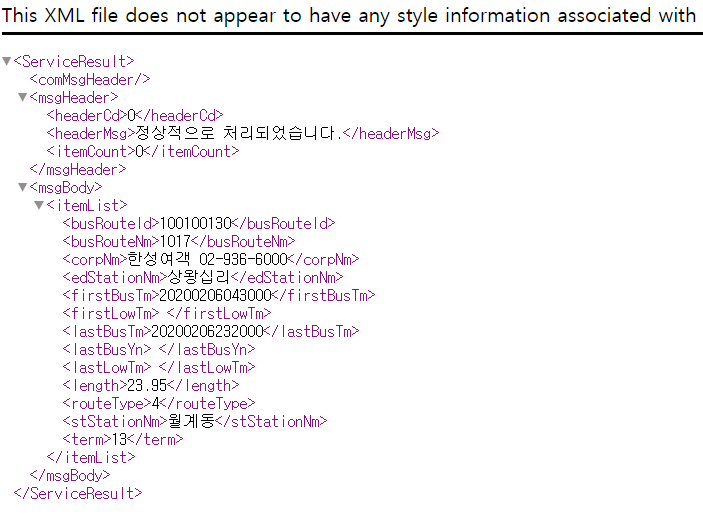 This XML file does not appear to have any style information associated with
▼<ServiceResult>
<comMsgHeader/>
▼<msgHeader>
<headerCd>0</headerCd>
<headerMsg>정상적으로 처리되었습니다.</headerMsg>
<itemCount>0</itemCount>
</msgHeader>
▼<msgBody>
▼<itemList>
<busRouteId>100100130</busRouteId>
<busRouteNm>1017</busRouteNm>
<corpNm>한성여객 02-936-6000</corpNm>
<edStationNm>상왕십리</edStationNm>
<firstBusTm>20200206043000</firstBusTm>
<firstLowTm> </firstLowTm>
<lastBusTm>20200206232000</lastBusTm>
<lastBusYn> </lastBusYn>
<lastLowTm> </lastLowTm>
<length>23.95</length>
<routeType>4</routeType>
<stStationNm>월계동</stStationNm>
<term>13</term>
</itemList>
</msgBody>
</ServiceResult>